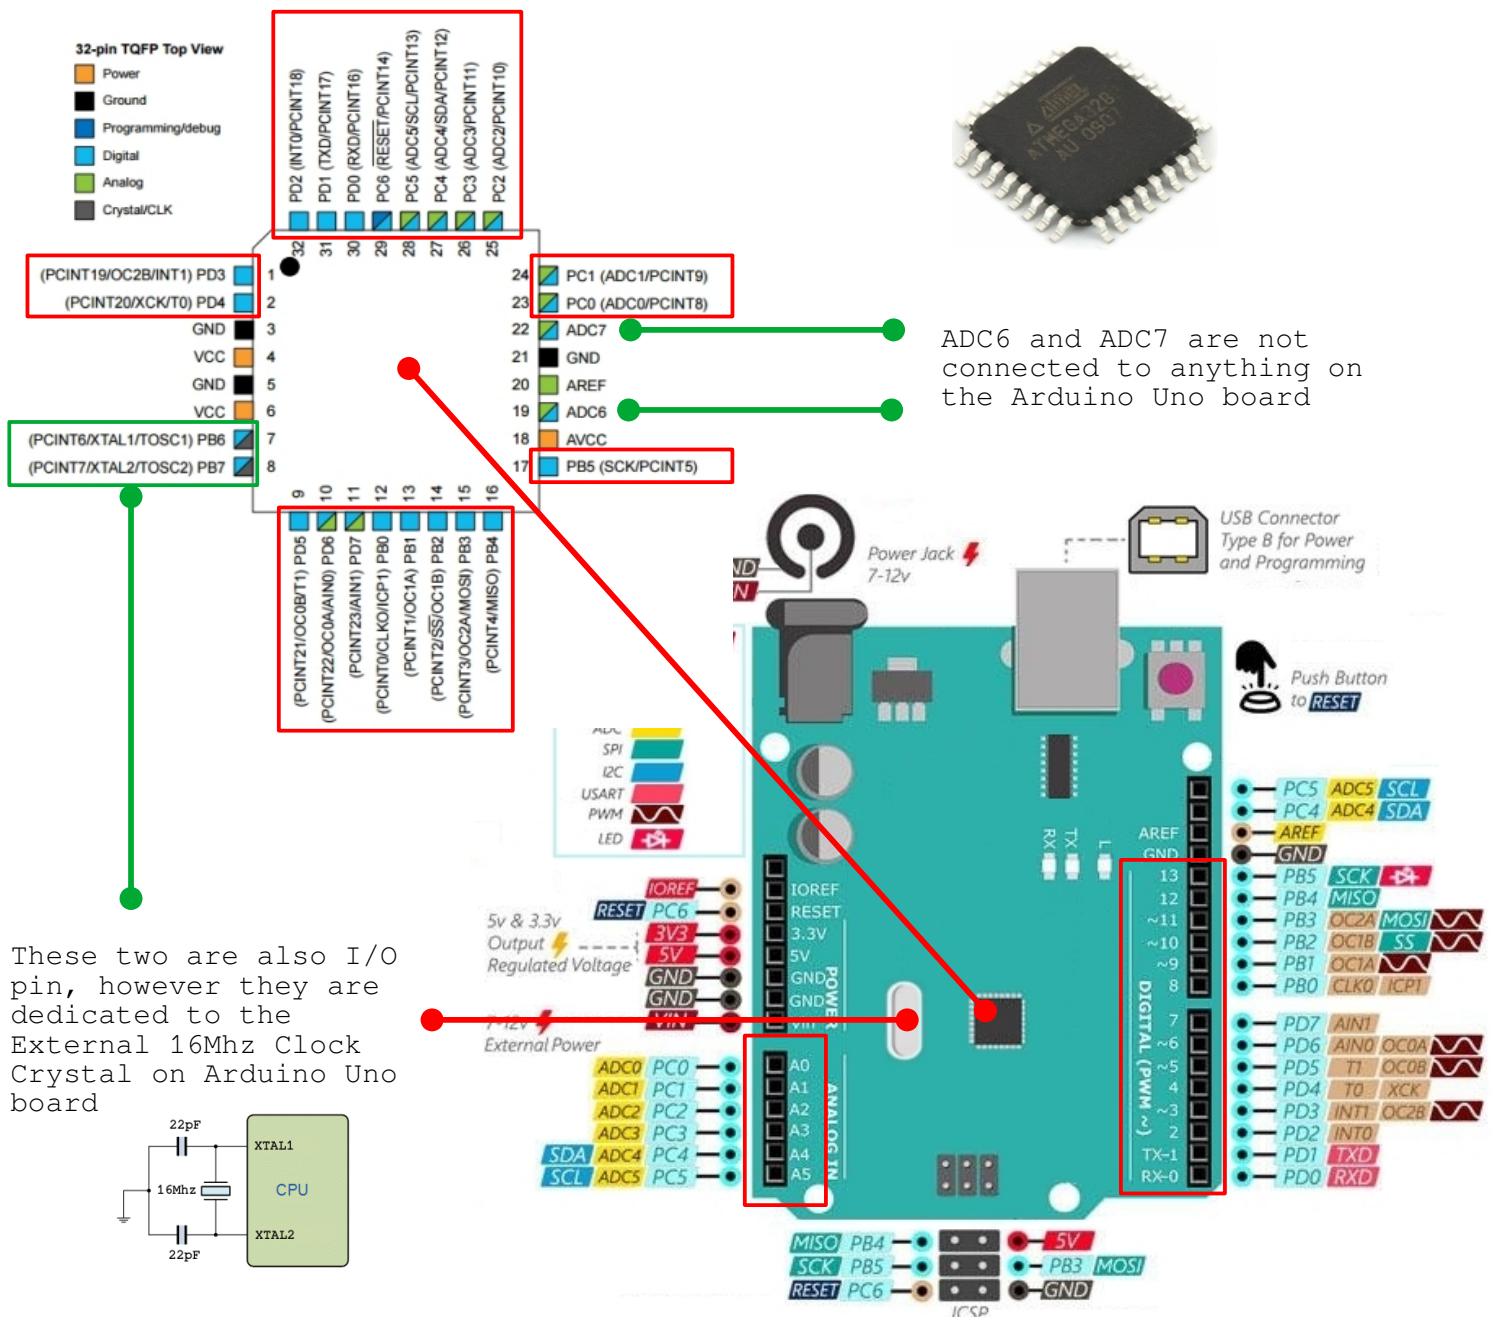 32-pin TQFP Top View
Power
Ground
Programming/debug
Digital
Analog
Crystal/CLK
PD2 (INT0/PCINT18)
PD1 (TXD/PCINT17)
PD0 (RXD/PCINT16)
PC6 (RESET/PCINT14)
PC5 (ADC5/SCL/PCINT13)
PC4 (ADC4/SDA/PCINT12)
PC3 (ADC3/PCINT11)
PC2 (ADC2/PCINT10)
32 31 30 29 28 27 26 25
(PCINT19/OC2B/INT1) PD3 1
(PCINT20/XCK/T0) PD4 2
GND 3
VCC 4
GND 5
VCC 6
(PCINT6/XTAL1/TOSC1) PB6 7
(PCINT7/XTAL2/TOSC2) PB7 8
24 PC1 (ADC1/PCINT9)
23 PC0 (ADC0/PCINT8)
22 ADC7
21 GND
20 AREF
19 ADC6
18 AVCC
17 PB5 (SCK/PCINT5)
9 10 11 12 13 14 15 16
(PCINT21/OC0B/T1) PD5
(PCINT22/OC0A/AIN0) PD6
(PCINT23/AIN1) PD7
(PCINT0/CLKO/ICP1) PB0
(PCINT1/OC1A) PB1
(PCINT2/SS/OC1B) PB2
(PCINT3/OC2A/MOSI) PB3
(PCINT4/MISO) PB4
Atmel
ATMEGA328
AU 0907
ADC6 and ADC7 are not
connected to anything on
the Arduino Uno board
These two are also I/O
pin, however they are
dedicated to the
External 16Mhz Clock
Crystal on Arduino Uno
board
22pF
XTAL1
16Mhz
CPU
XTAL2
22pF
Power Jack
7-12v
ND
IN
USB Connector
Type B for Power
and Programming
Push Button
to RESET
ADC
SPI
I2C
USART
PWM
LED
IOREF
RESET PC6
3V3
5V
GND
GND
VIN
5v & 3.3v
Output
Regulated Voltage
7-12v
External Power
ADC0 PC0
ADC1 PC1
ADC2 PC2
ADC3 PC3
SDA ADC4 PC4
SCL ADC5 PC5
IOREF
RESET
3.3V
5V
GND
GND
Vin
POWER
A0
A1
A2
A3
A4
A5
ANALOG IN
RX
TX
L
AREF
GND
13
12
~11
~10
~9
8
7
~6
~5
4
~3
2
TX-1
RX-0
DIGITAL (PWM ~)
PC5 ADC5 SCL
PC4 ADC4 SDA
AREF
GND
PB5 SCK
PB4 MISO
PB3 OC2A MOSI
PB2 OC1B SS
PB1 OC1A
PB0 CLK0 ICP1
PD7 AIN1
PD6 AIN0 OC0A
PD5 T1 OC0B
PD4 T0 XCK
PD3 INT1 OC2B
PD2 INT0
PD1 TXD
PD0 RXD
MISO PB4
SCK PB5
RESET PC6
5V
PB3 MOSI
GND
ICSP